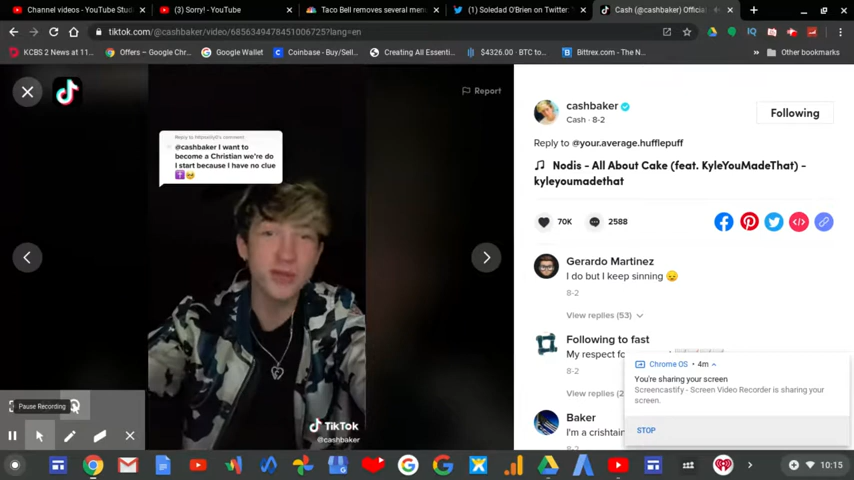 Channel videos - YouTube Stud
(3) Sorry! - YouTube
Taco Bell removes several menu
(1) Soledad O'Brien on Twitter: "
Cash (@cashbaker) Officia
tiktok.com/@cashbaker/video/6856349478451006725?lang=en
KCBS 2 News at 11...
Offers – Google Chr...
Google Wallet
Coinbase - Buy/Sell..
Creating All Essenti...
$4326.00 - BTC to...
Bittrex.com - The N...
Other bookmarks
Report
@cashbaker I want to
become a Christian we're do
I start because I have no clue
✝️🥺
TikTok
@cashbaker
cashbaker
Cash · 8-2
Following
Reply to @your.average.hufflepuff
Nodis - All About Cake (feat. KyleYouMadeThat) -
kyleyoumadethat
70K
2588
Gerardo Martinez
I do but I keep sinning 😞
8-2
View replies (53)
Following to fast
My respect fo
8-2
View replies (2
Baker
I'm a crishtain
Chrome OS · 4m
You're sharing your screen
Screencastify - Screen Video Recorder is sharing your
screen.
STOP
Pause Recording
10:15